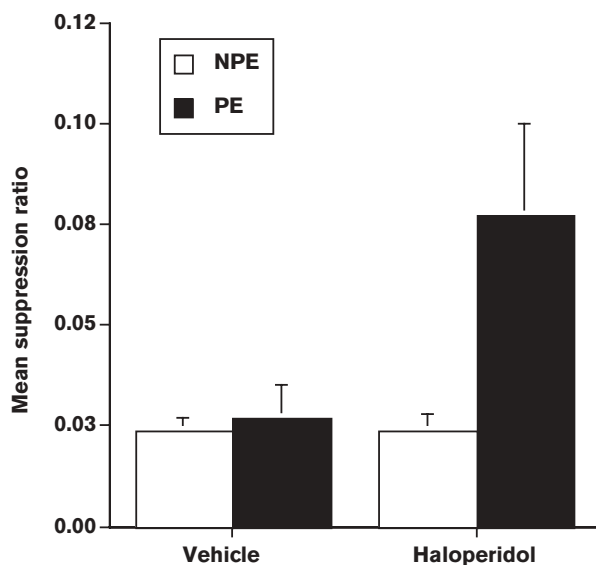 0.12
NPE
PE
0.10
0.08
0.05
0.03
0.00
Mean suppression ratio
Vehicle
Haloperidol